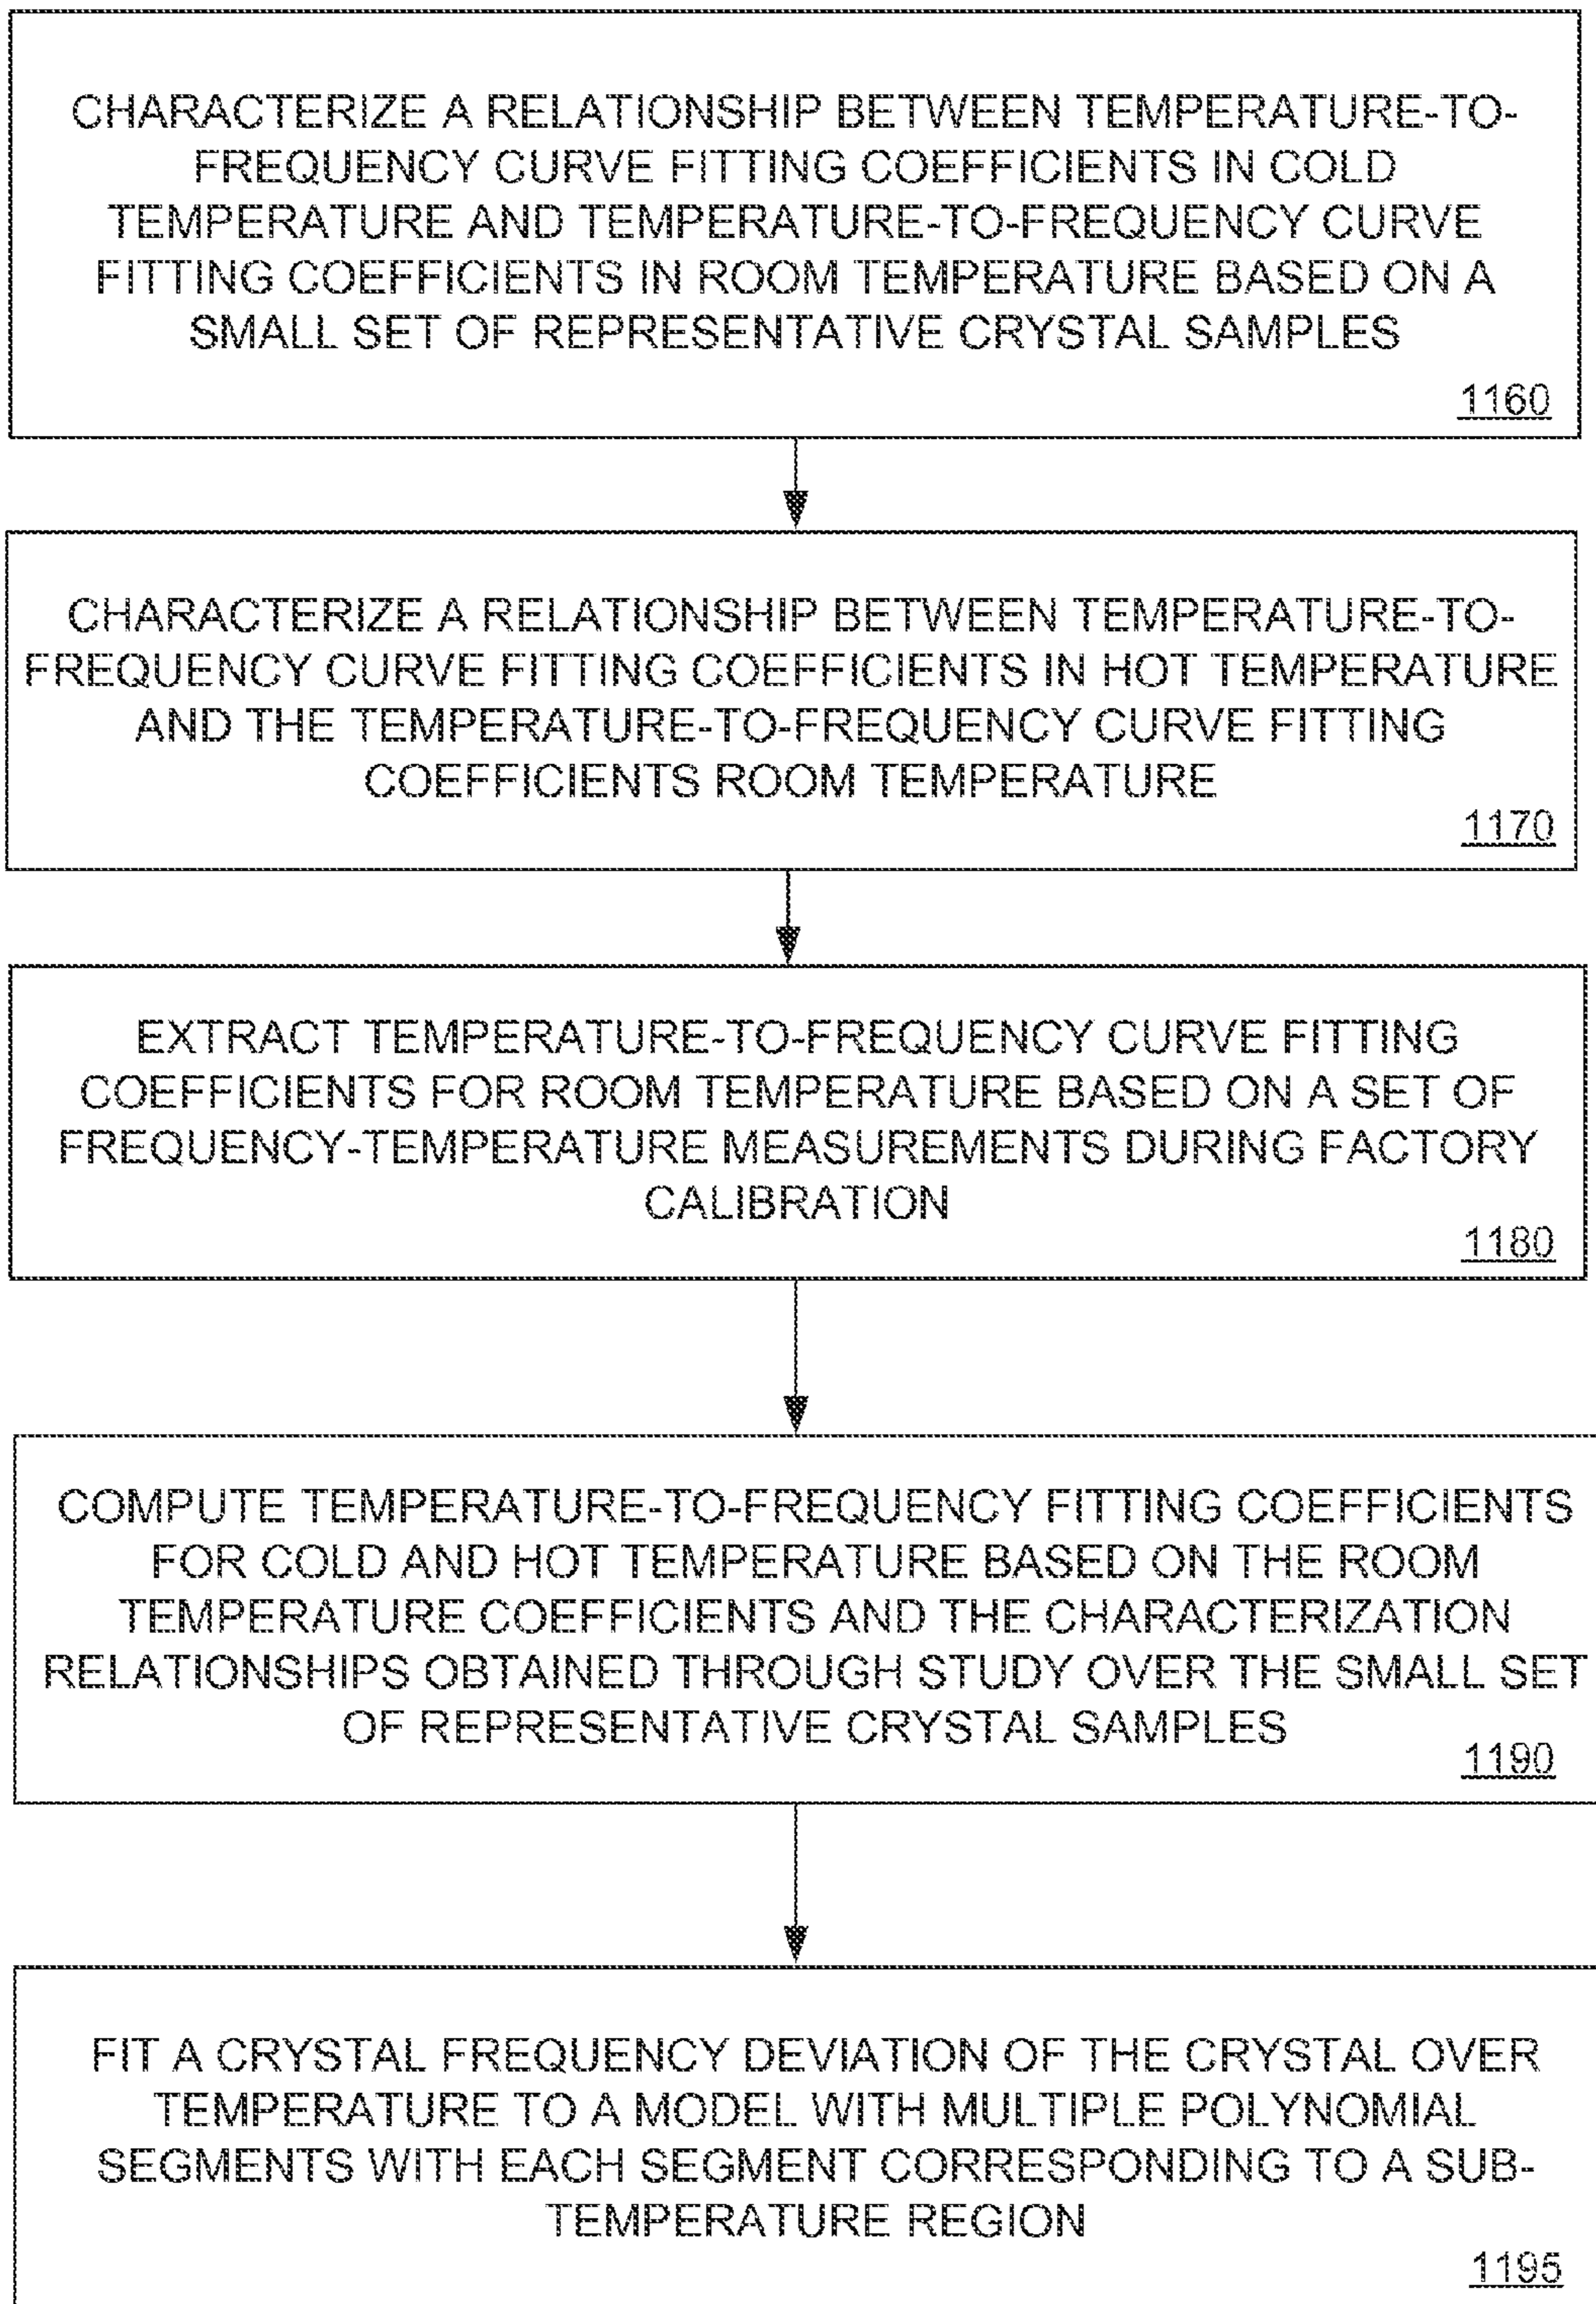 CHARACTERIZE A RELATIONSHIP BETWEEN TEMPERATURE-TO-
FREQUENCY CURVE FITTING COEFFICIENTS IN COLD
TEMPERATURE AND TEMPERATURE-TO-FREQUENCY CURVE
FITTING COEFFICIENTS IN ROOM TEMPERATURE BASED ON A
SMALL SET OF REPRESENTATIVE CRYSTAL SAMPLES
1160
CHARACTERIZE A RELATIONSHIP BETWEEN TEMPERATURE-TO-
FREQUENCY CURVE FITTING COEFFICIENTS IN HOT TEMPERATURE
AND THE TEMPERATURE-TO-FREQUENCY CURVE FITTING
COEFFICIENTS ROOM TEMPERATURE
1170
EXTRACT TEMPERATURE-TO-FREQUENCY CURVE FITTING
COEFFICIENTS FOR ROOM TEMPERATURE BASED ON A SET OF
FREQUENCY-TEMPERATURE MEASUREMENTS DURING FACTORY
CALIBRATION
1180
COMPUTE TEMPERATURE-TO-FREQUENCY FITTING COEFFICIENTS
FOR COLD AND HOT TEMPERATURE BASED ON THE ROOM
TEMPERATURE COEFFICIENTS AND THE CHARACTERIZATION
RELATIONSHIPS OBTAINED THROUGH STUDY OVER THE SMALL SET
OF REPRESENTATIVE CRYSTAL SAMPLES
1190
FIT A CRYSTAL FREQUENCY DEVIATION OF THE CRYSTAL OVER
TEMPERATURE TO A MODEL WITH MULTIPLE POLYNOMIAL
SEGMENTS WITH EACH SEGMENT CORRESPONDING TO A SUB-
TEMPERATURE REGION
1195